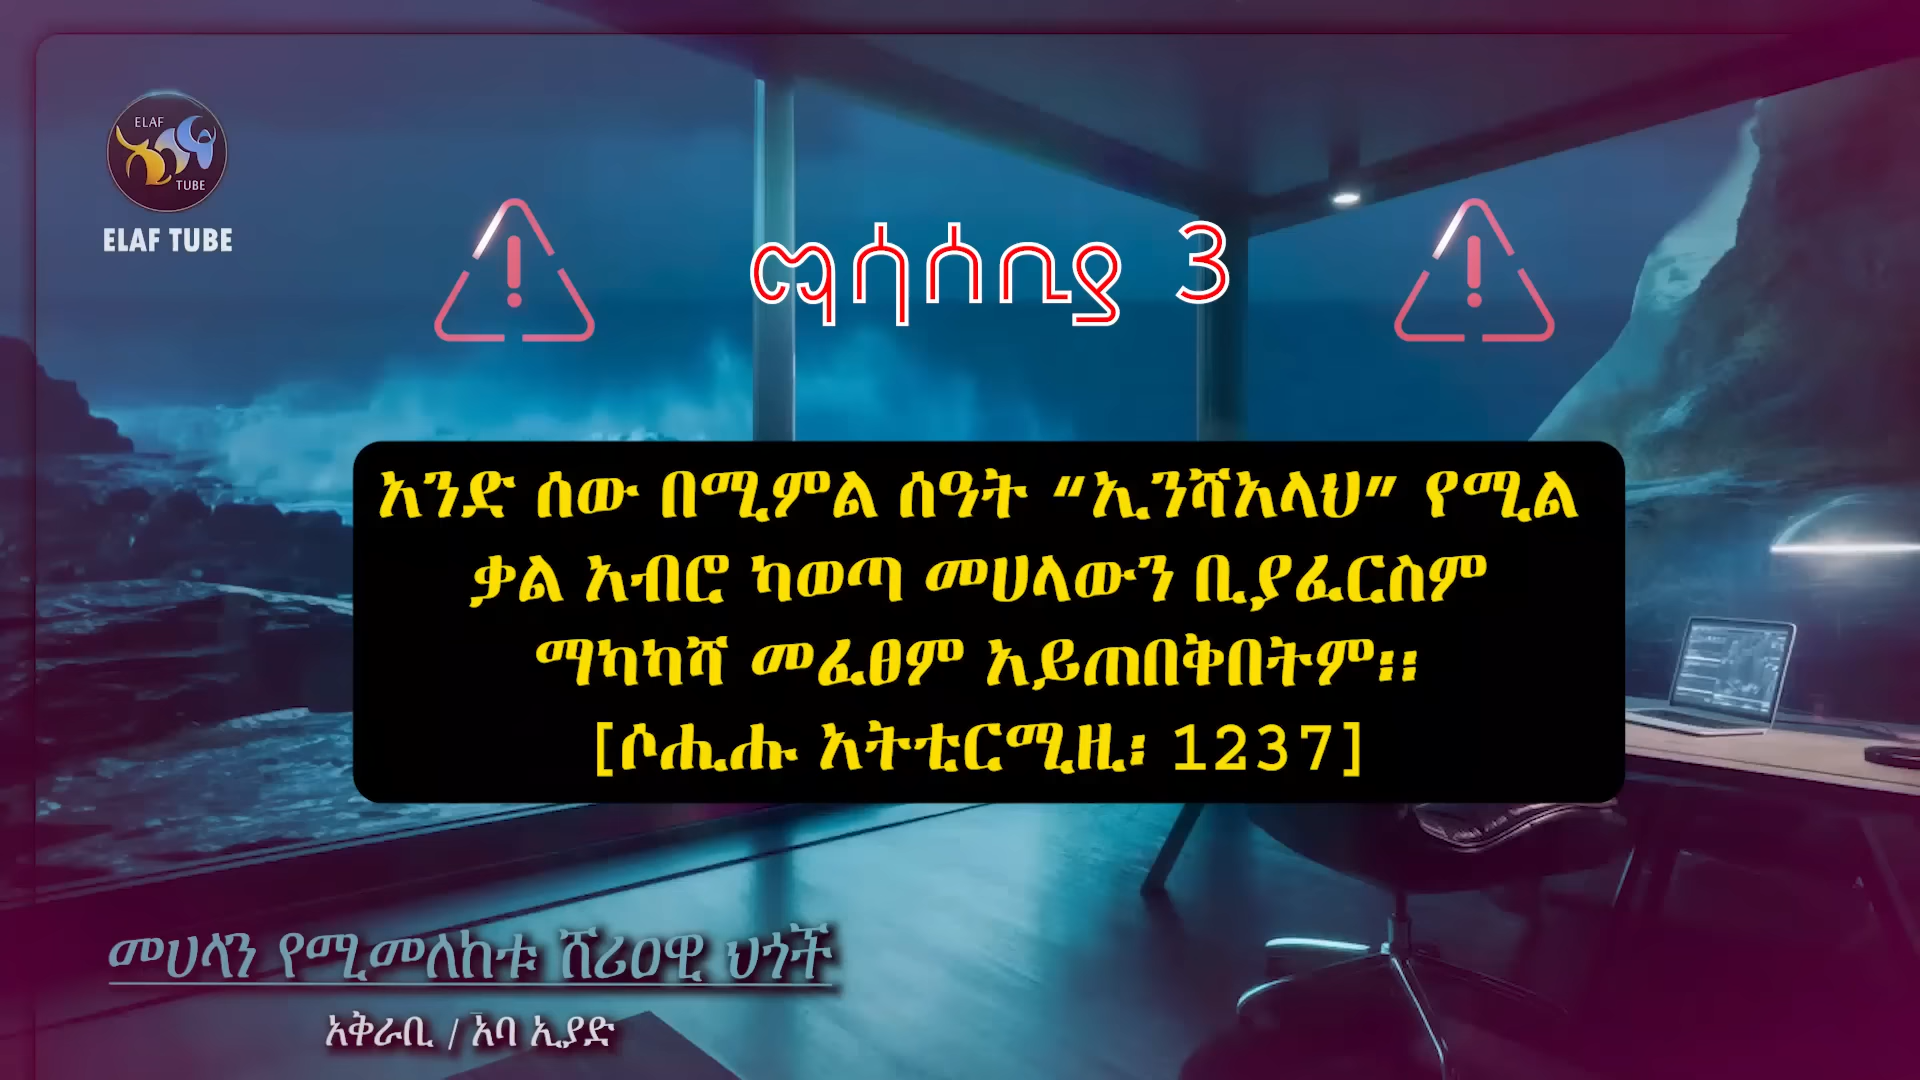 ELAF
ኢላፍ
TUBE
ELAF TUBE
ማሳሰቢያ 3
አንድ ሰው በሚምል ሰዓት “ኢንሻአላህ” የሚል
ቃል አብሮ ካወጣ መሀላውን ቢያፈርስም
ማካካሻ መፈፀም አይጠበቅበትም፡፡
[ሶሒሑ አትቲርሚዚ፡ 1237]
መሀላን የሚመለከቱ ሸሪዐዊ ህጎች
አቅራቢ / አባ ኢያድ